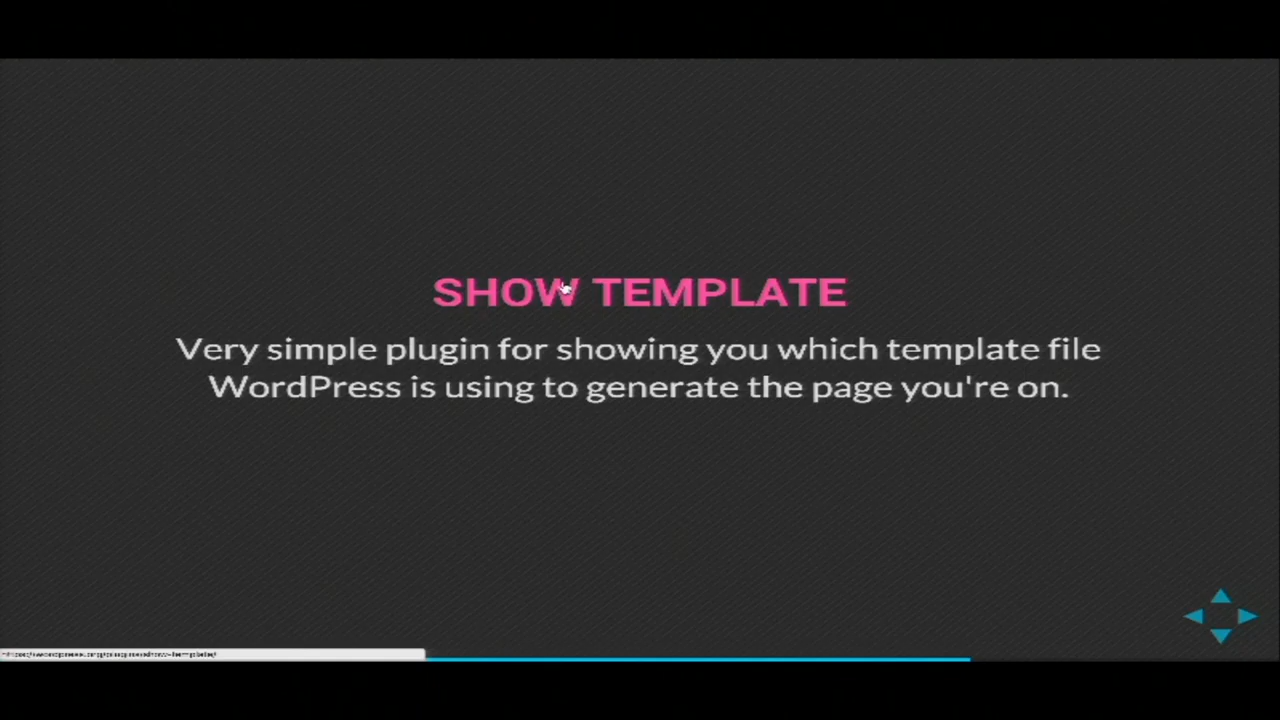 SHOW TEMPLATE
Very simple plugin for showing you which template file
WordPress is using to generate the page you're on.